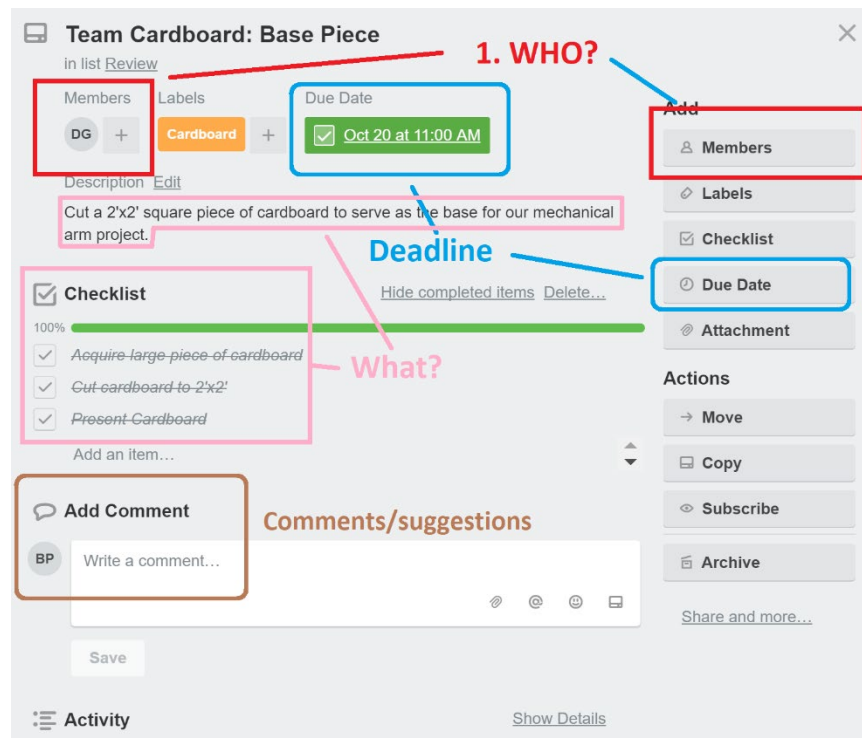 Team Cardboard: Base Piece
in list Review
1. WHO?
Members
Labels
Due Date
DG
+
Cardboard
+
Oct 20 at 11:00 AM
Description Edit
Cut a 2'x2' square piece of cardboard to serve as the base for our mechanical
arm project.
Deadline
Checklist
Hide completed items Delete...
100%
Acquire large piece of cardboard
Cut cardboard to 2'x2'
Present Cardboard
What?
Add an item...
Add Comment
Comments/suggestions
BP
Write a comment...
Save
Activity
Show Details
Add
Members
Labels
Checklist
Due Date
Attachment
Actions
Move
Copy
Subscribe
Archive
Share and more...